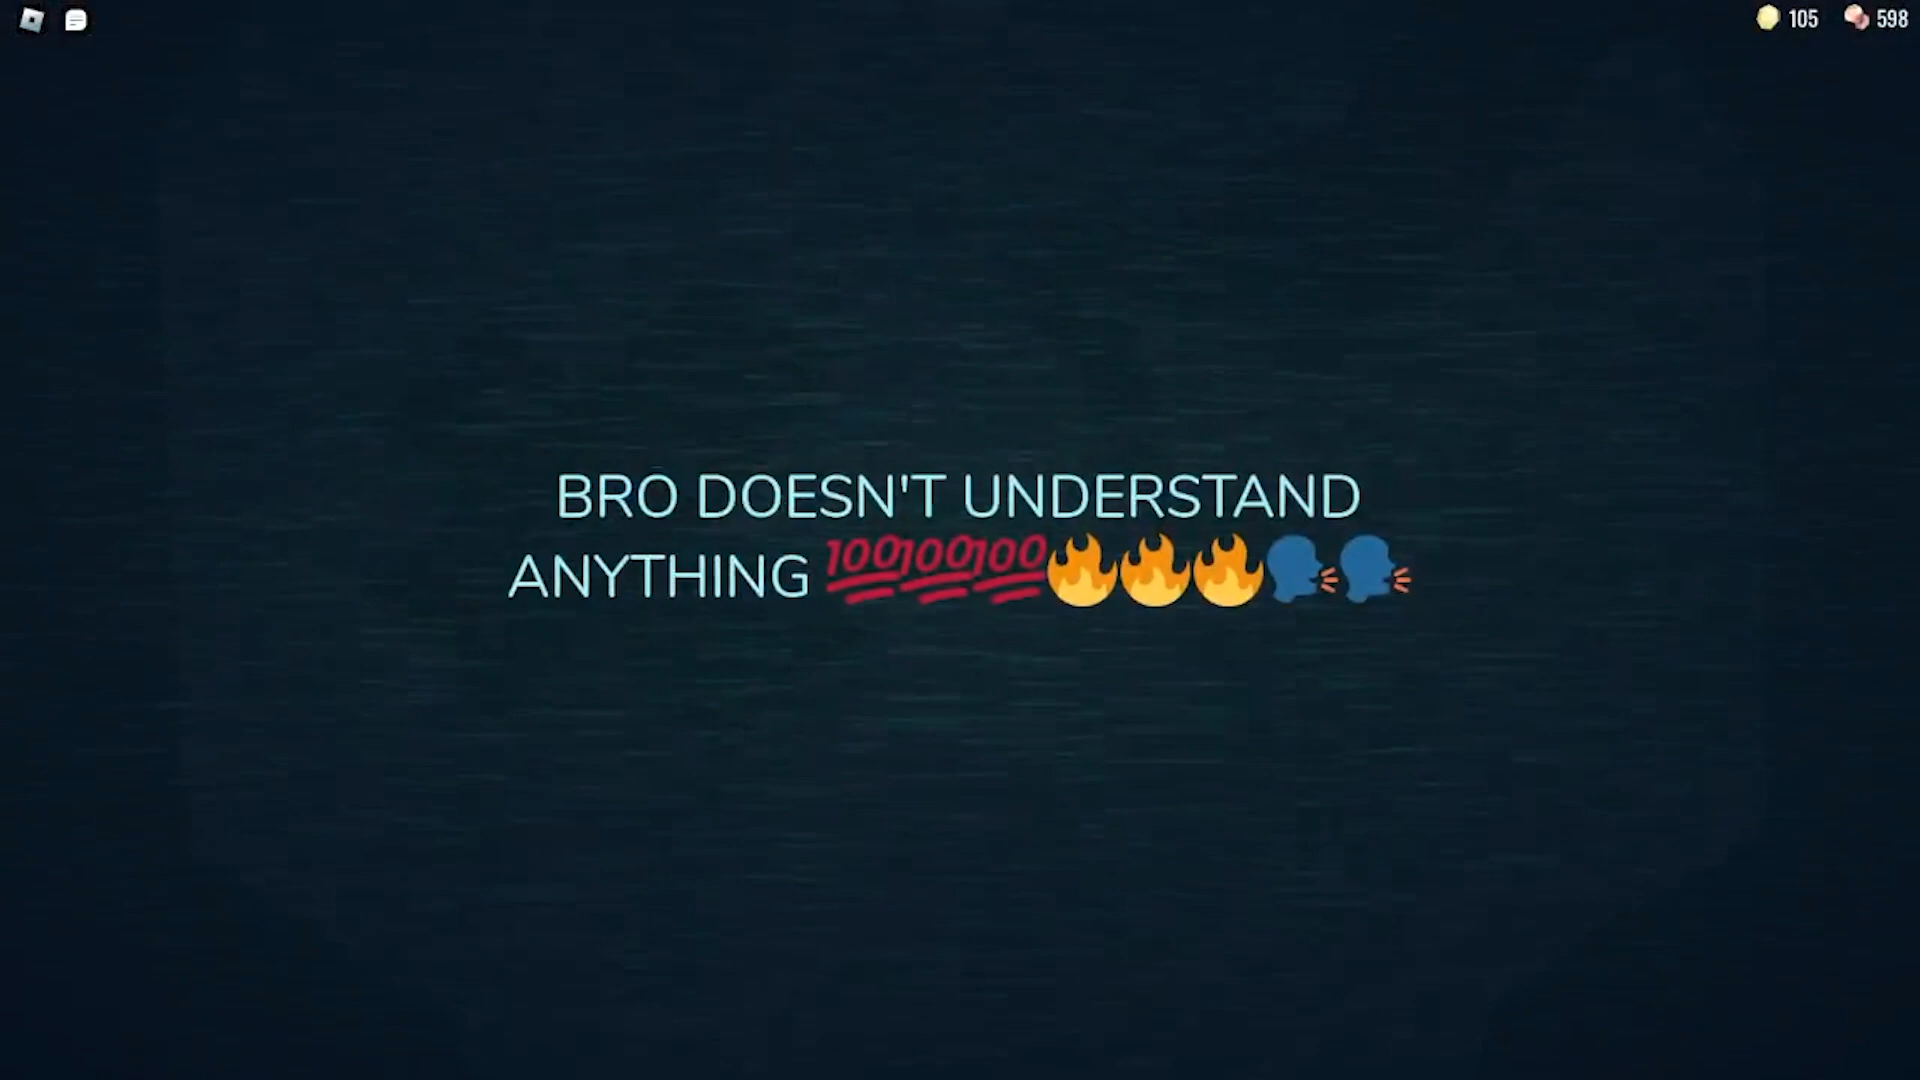 105 598
BRO DOESN'T UNDERSTAND
ANYTHING 💯💯💯🔥🔥🔥🗣️🗣️